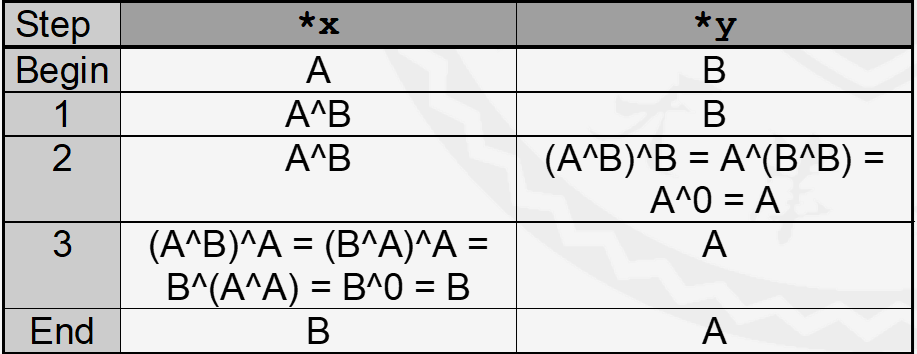 Step *x *y
Begin A B
1 A^B B
2 A^B (A^B)^B = A^(B^B) =
A^0 = A
3 (A^B)^A = (B^A)^A = A
B^(A^A) = B^0 = B
End B A